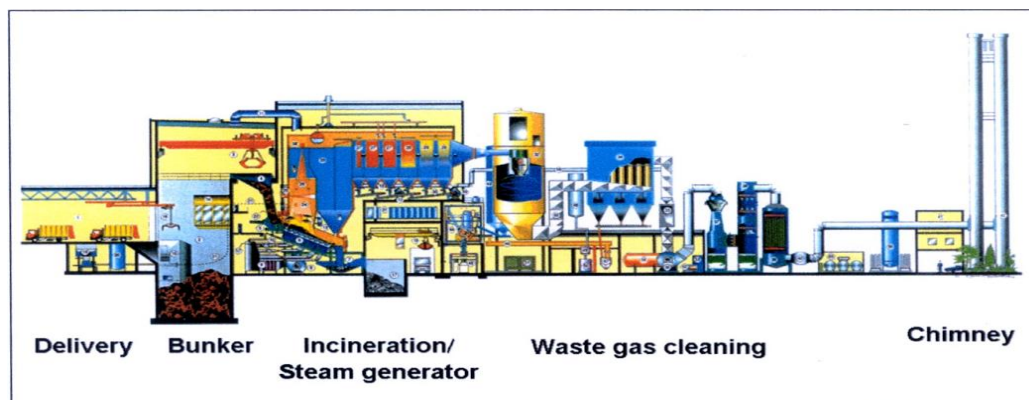 Delivery
Bunker
Incineration/
Steam generator
Waste gas cleaning
Chimney